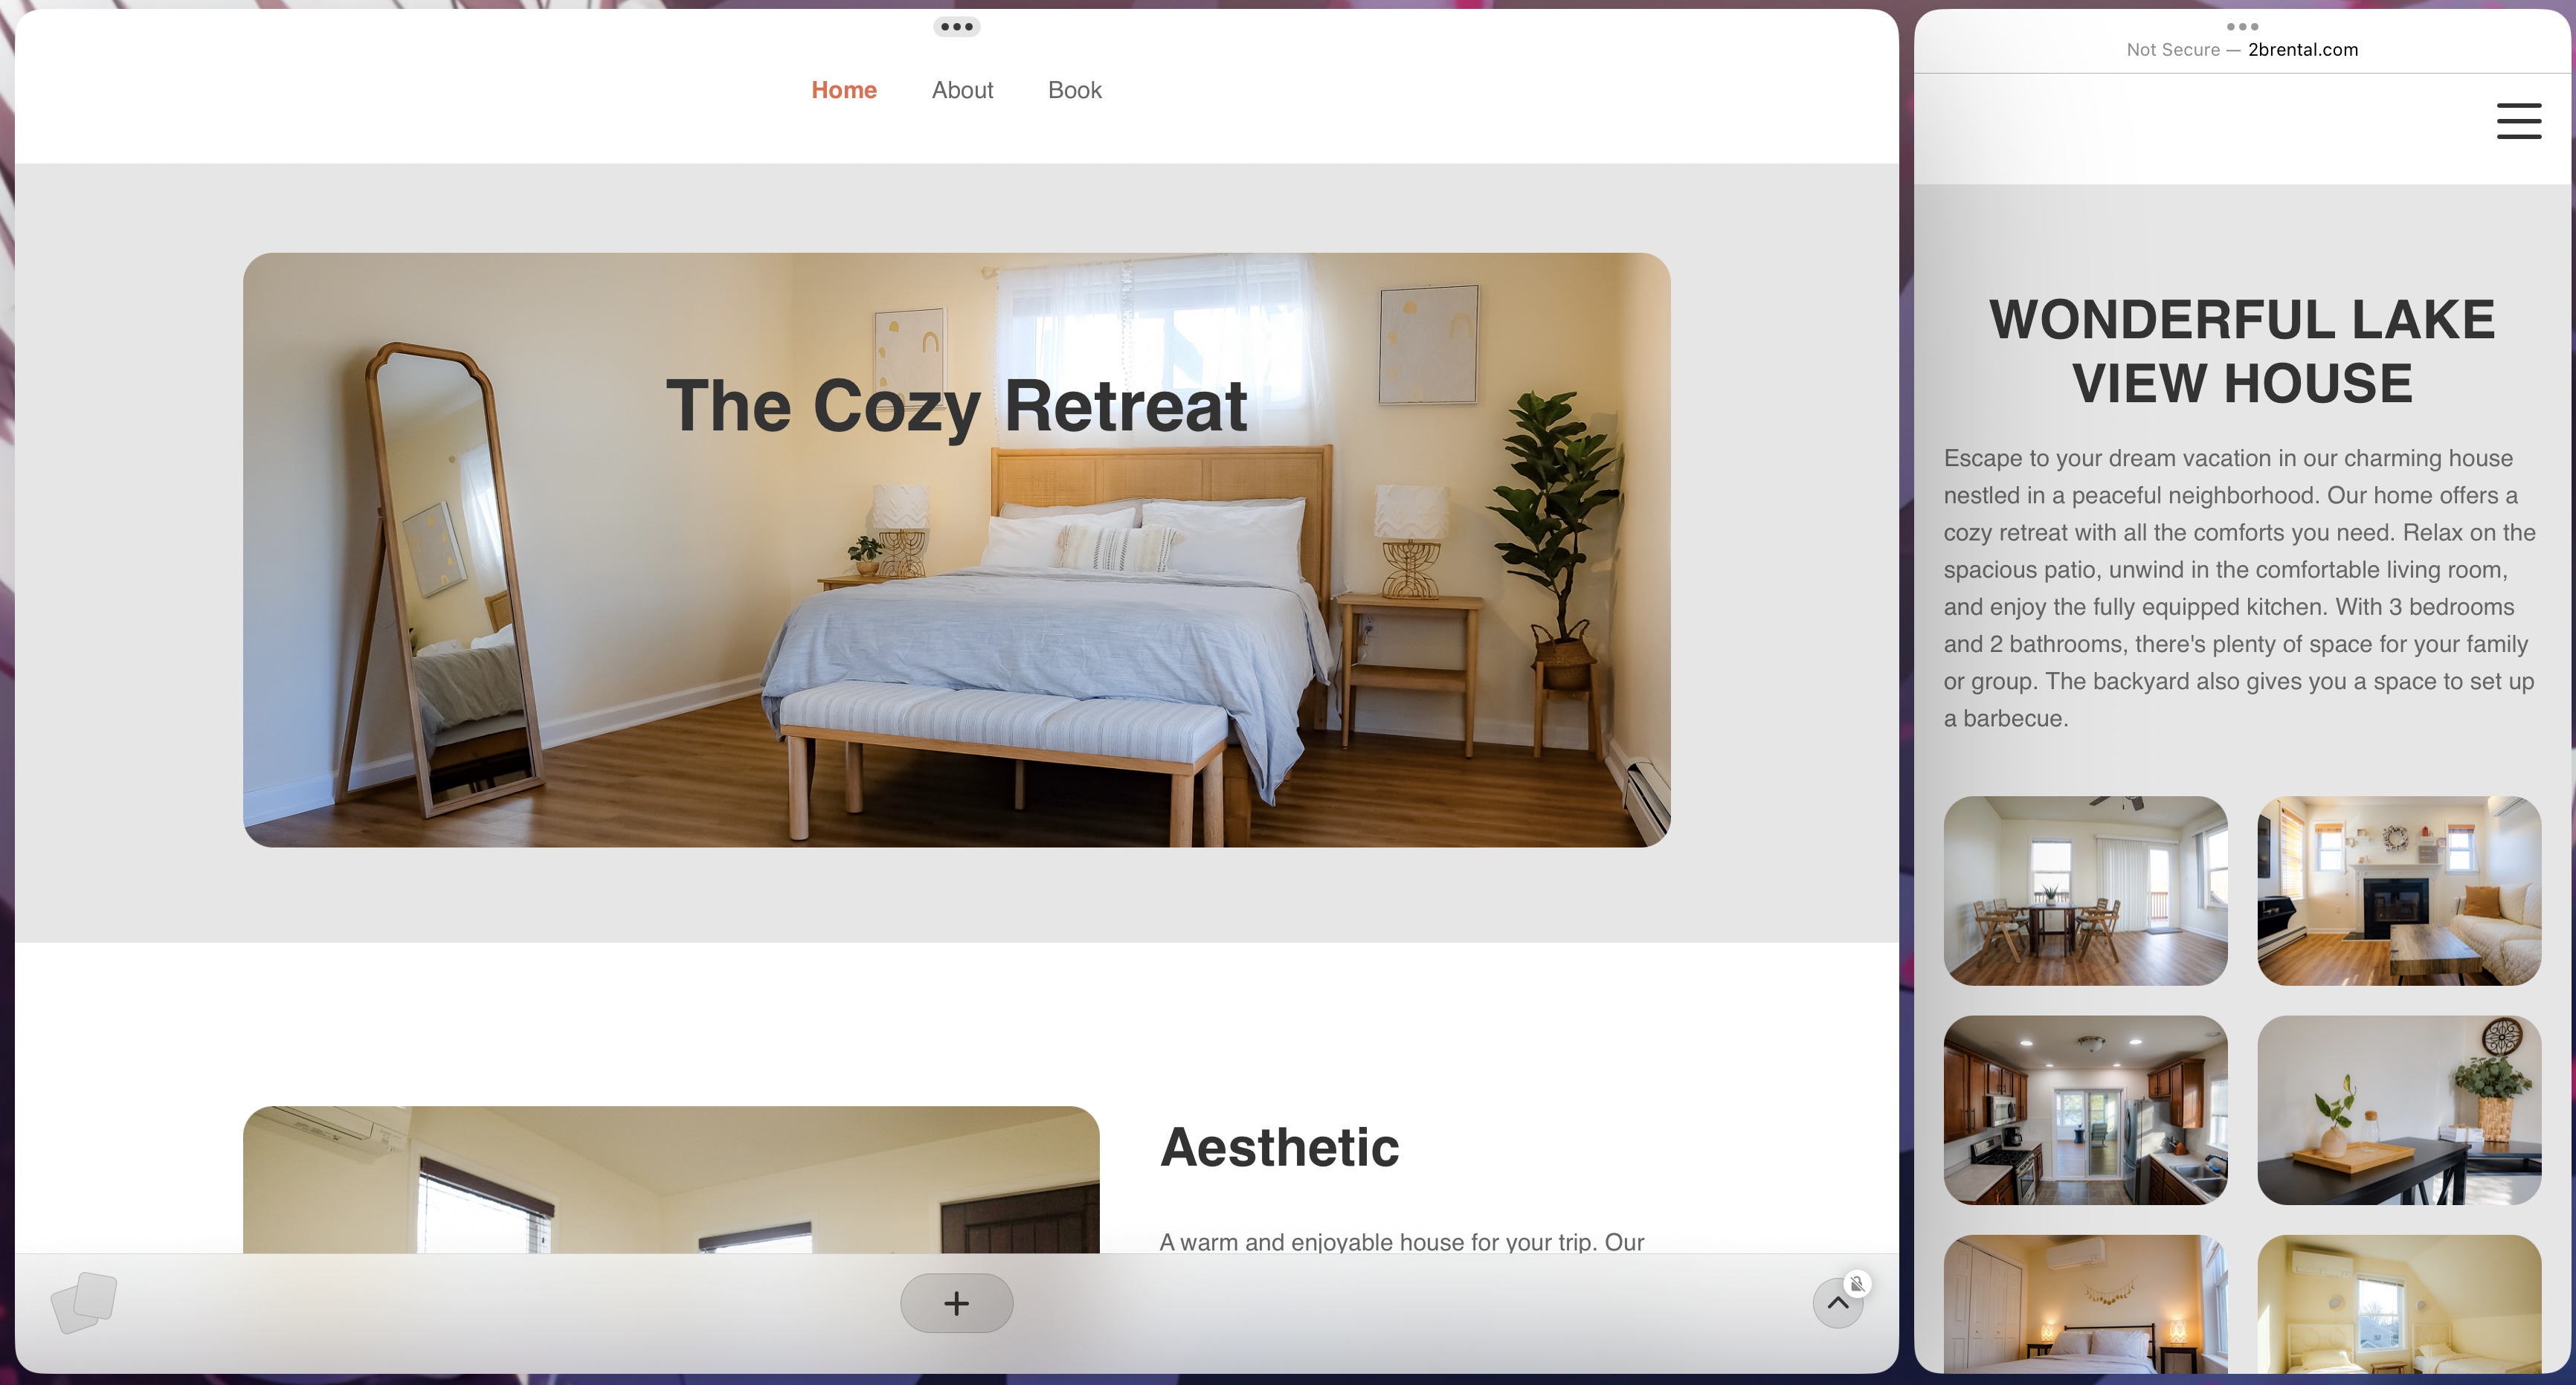 Home About Book
The Cozy Retreat
Aesthetic
A warm and enjoyable house for your trip. Our
Not Secure — 2brental.com
WONDERFUL LAKE
VIEW HOUSE
Escape to your dream vacation in our charming house
nestled in a peaceful neighborhood. Our home offers a
cozy retreat with all the comforts you need. Relax on the
spacious patio, unwind in the comfortable living room,
and enjoy the fully equipped kitchen. With 3 bedrooms
and 2 bathrooms, there's plenty of space for your family
or group. The backyard also gives you a space to set up
a barbecue.